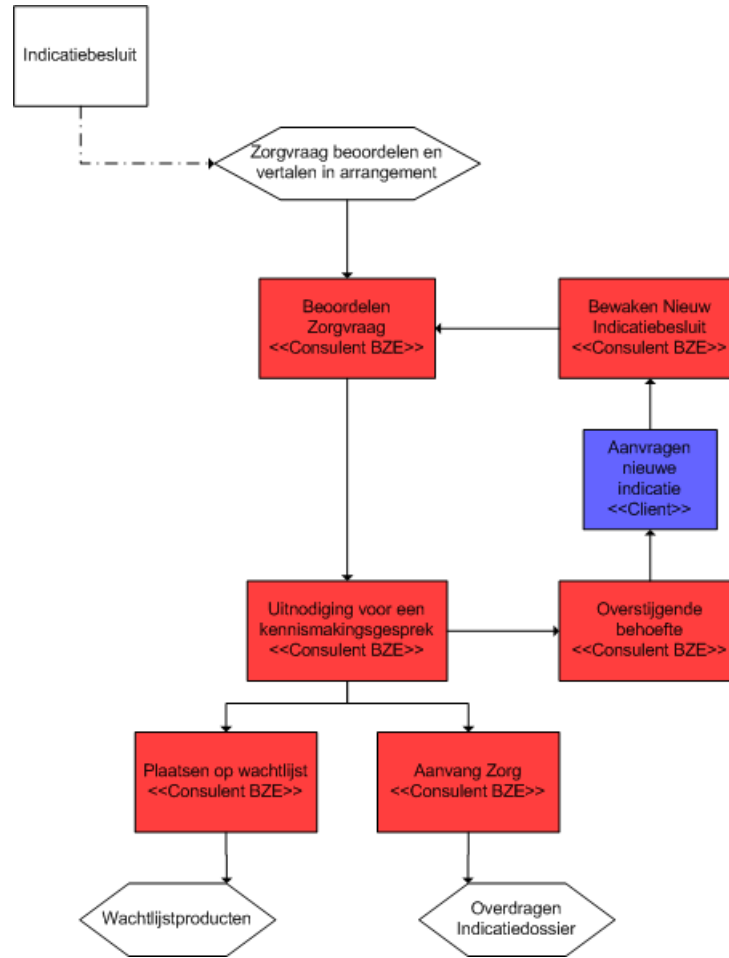 Indicatiebesluit
Zorgvraag beoordelen en
vertalen in arrangement
Beoordelen
Zorgvraag
<<Consulent BZE>>
Bewaken Nieuw
Indicatiebesluit
<<Consulent BZE>>
Aanvragen
nieuwe
indicatie
<<Client>>
Uitnodiging voor een
kennismakingsgesprek
<<Consulent BZE>>
Overstijgende
behoefte
<<Consulent BZE>>
Plaatsen op wachtlijst
<<Consulent BZE>>
Aanvang Zorg
<<Consulent BZE>>
Wachtlijstproducten
Overdragen
Indicatiedossier